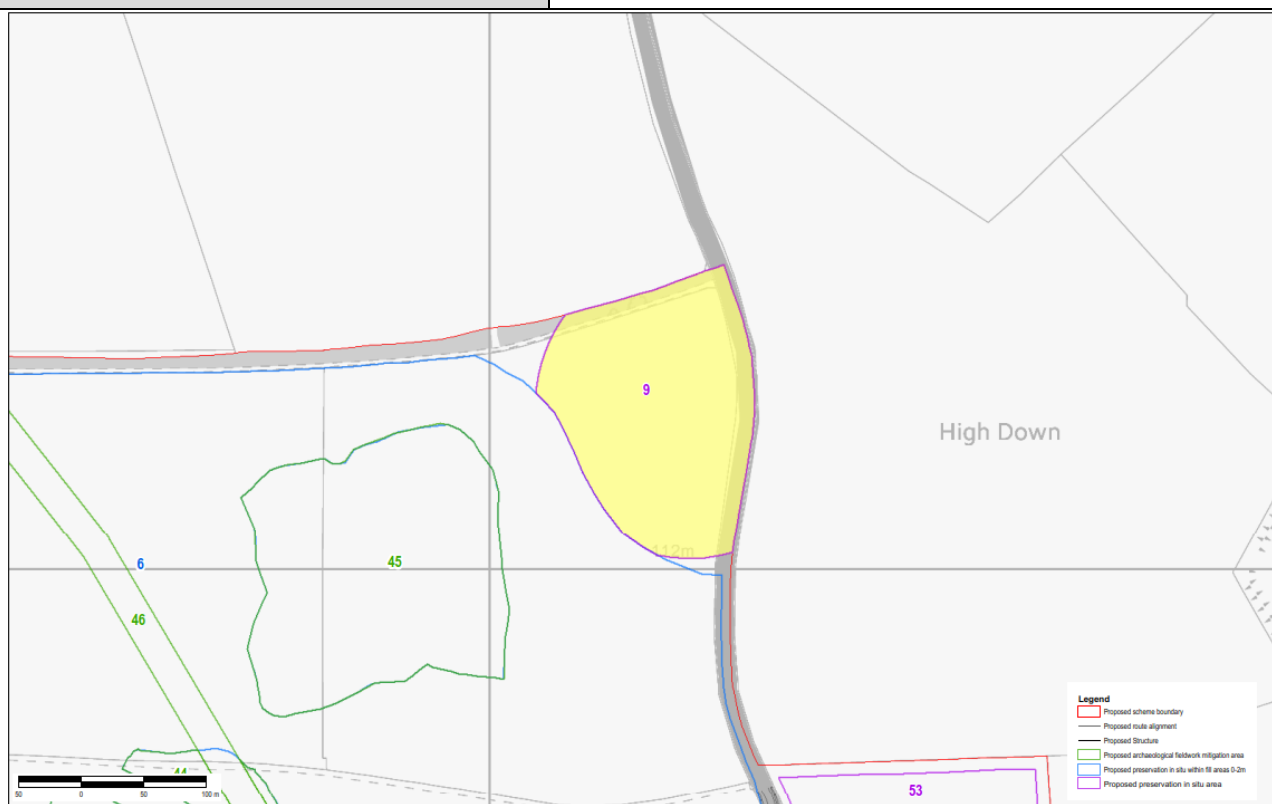 9
High Down
112m
45
6
46
44
53
50 0 50 100 m
Legend
Proposed scheme boundary
Proposed route alignment
Proposed Structure
Proposed archaeological fieldwork mitigation area
Proposed preservation in situ within fill areas 0-2m
Proposed preservation in situ area